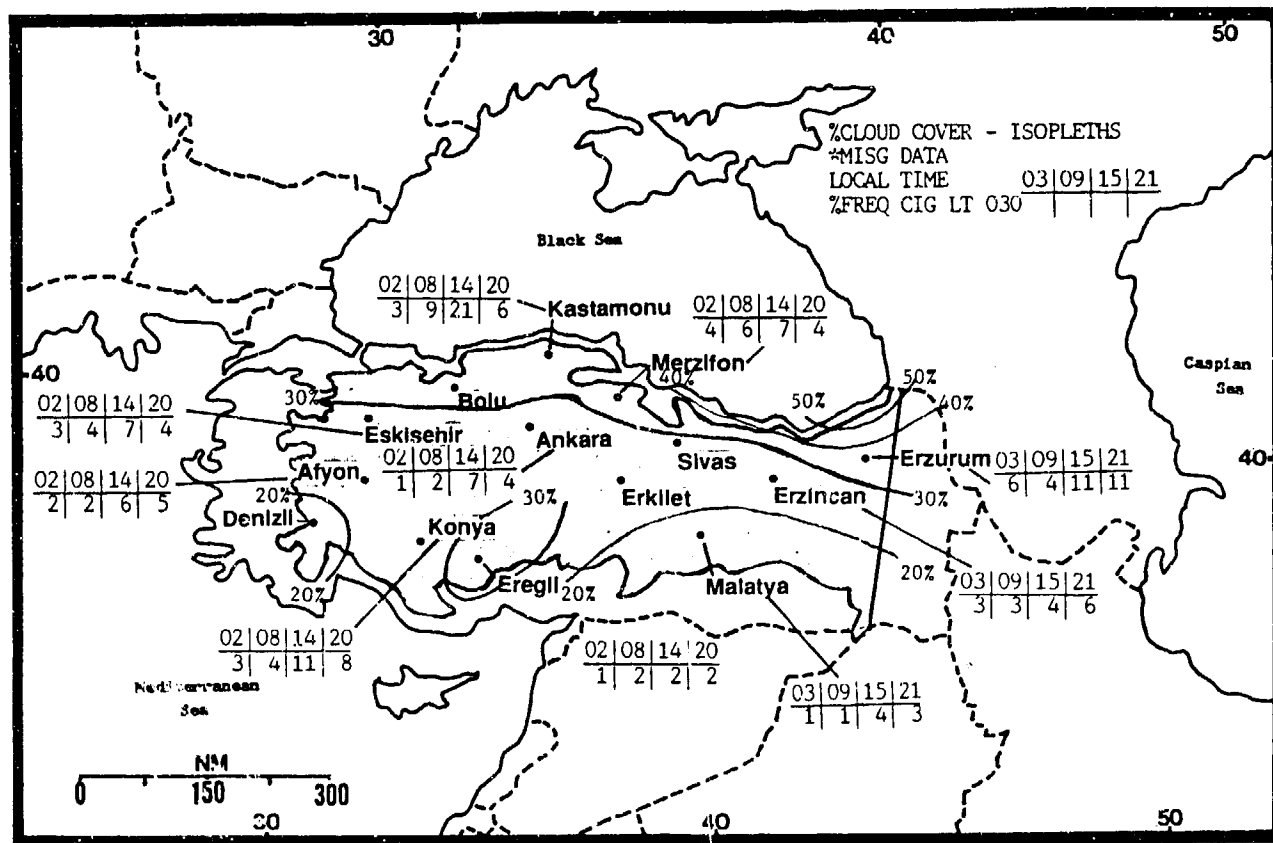 30 40 50
%CLOUD COVER - ISOPLETHS
*MISG DATA
LOCAL TIME 03|09|15|21
%FREQ CIG LT 030
Black Sea
02|08|14|20
3|9|21|6
Kastamonu
02|08|14|20
4|6|7|4
Merzifon
40
40%
50%
50%
40%
Caspian
Sea
30%
Bolu
02|08|14|20
3|4|7|4
Eskisehir
Ankara
Sivas
Erzurum
03|09|15|21
6|4|11|11
40
02|08|14|20
2|2|6|5
Afyon
02|08|14|20
1|2|7|4
20%
30%
Erkilet
Erzincan
30%
Denizli
Konya
20%
Eregli
20%
Malatya
20%
03|09|15|21
3|3|4|6
02|08|14|20
3|4|11|8
02|08|14|20
1|2|2|2
03|09|15|21
1|1|4|3
Mediterranean
Sea
NM
0 150 300
30 40 50